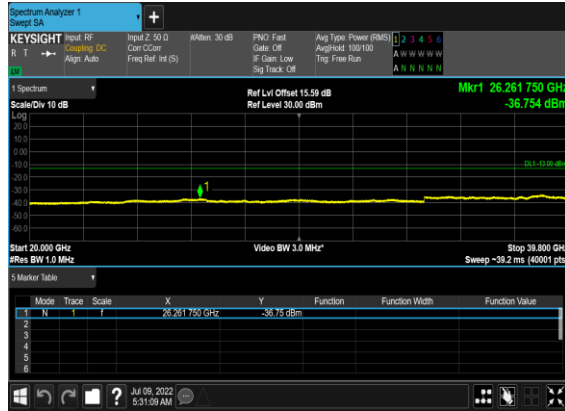 Spectrum Analyzer 1
Swept SA
+
KEYSIGHT
R T
LW
Input: RF
Coupling: DC
Align: Auto
Input Z: 50 Ω
Corr CCorr
Freq Ref: Int (S)
#Atten: 30 dB
PNO: Fast
Gate: Off
IF Gain: Low
Sig Track: Off
Avg Type: Power (RMS)
Avg|Hold: 100/100
Trig: Free Run
1 2 3 4 5 6
A W W W W W
A N N N N N
1 Spectrum
Scale/Div 10 dB
Ref Lvl Offset 15.59 dB
Ref Level 30.00 dBm
Mkr1 26.261 750 GHz
-36.754 dBm
Log
20.0
10.0
0.00
-10.0
-20.0
-30.0
-40.0
-50.0
-60.0
DL1 -13.00 dBm
1
Start 20.000 GHz
#Res BW 1.0 MHz
Video BW 3.0 MHz*
Stop 39.800 GHz
Sweep ~39.2 ms (40001 pts)
5 Marker Table
Mode Trace Scale X Y Function Function Width Function Value
1 N 1 f 26.261 750 GHz -36.75 dBm
2
3
4
5
6
?
Jul 09, 2022
5:31:09 AM